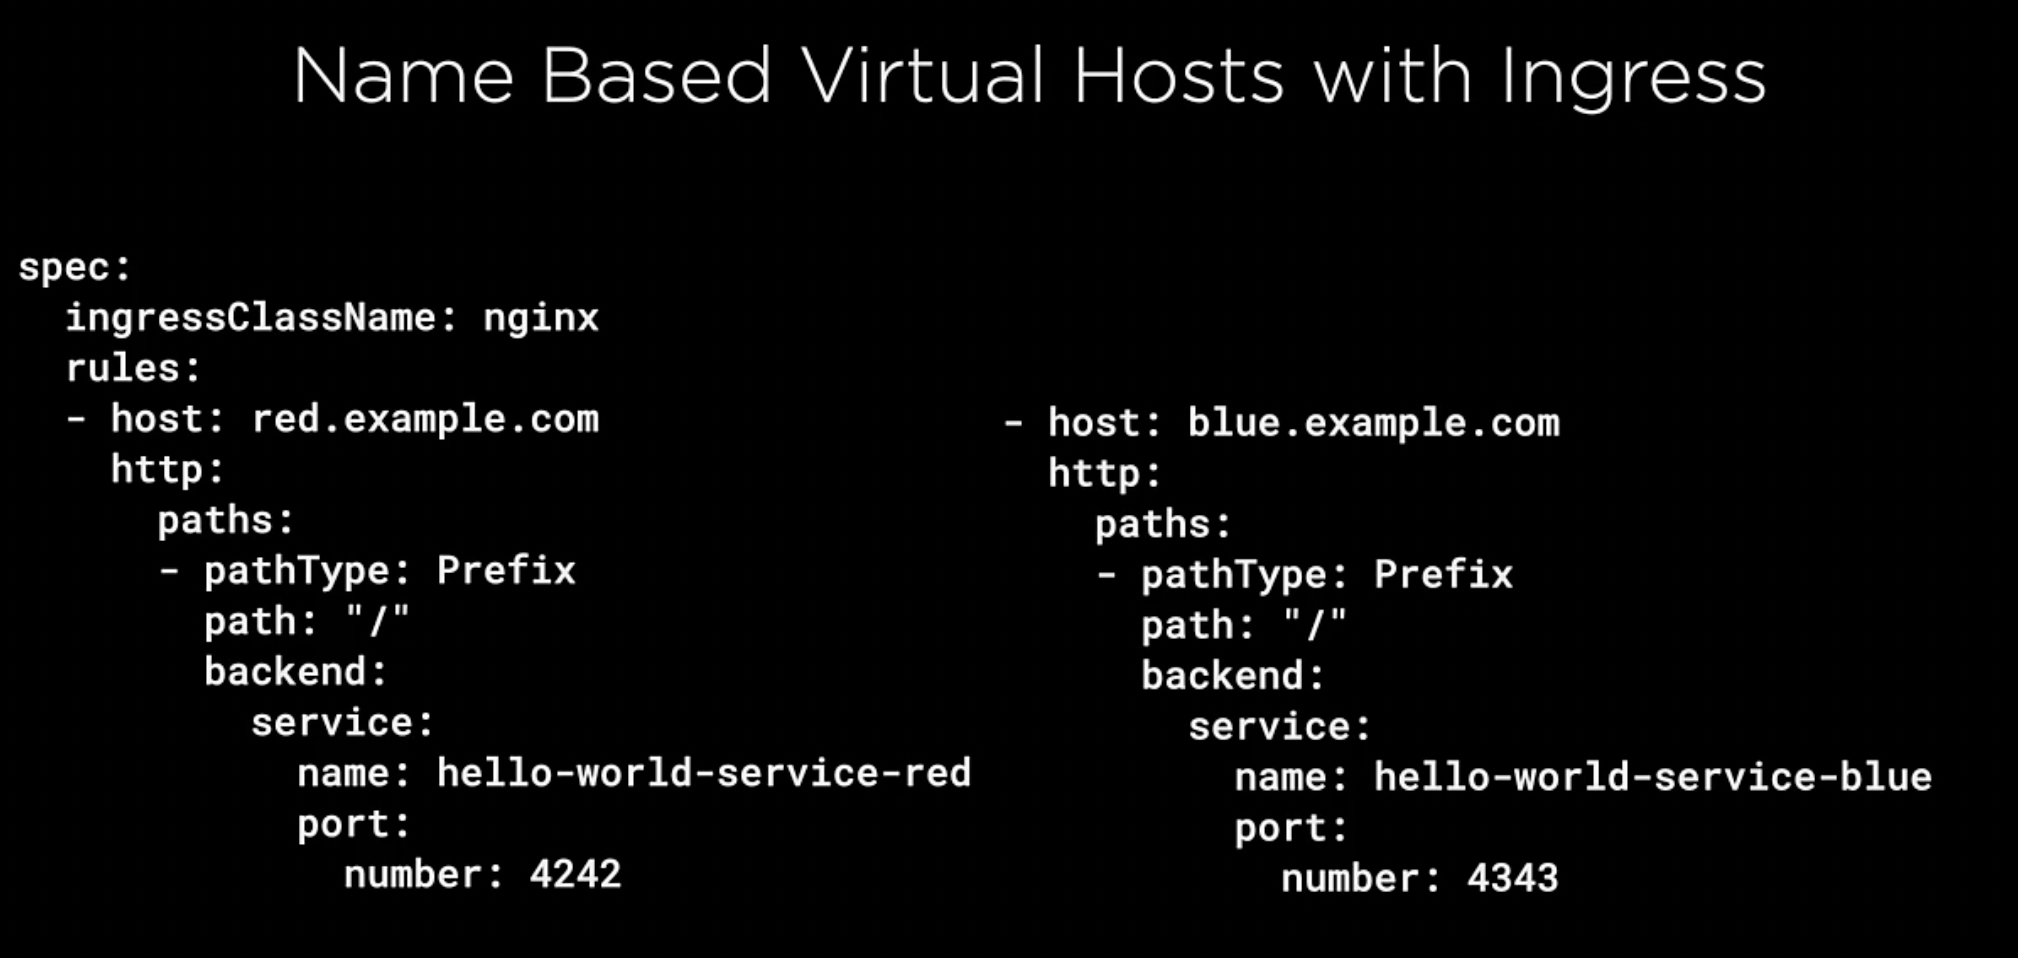 Name Based Virtual Hosts with Ingress
spec:
  ingressClassName: nginx
  rules:
  - host: red.example.com
    http:
      paths:
      - pathType: Prefix
        path: "/"
        backend:
          service:
            name: hello-world-service-red
            port:
              number: 4242
  - host: blue.example.com
    http:
      paths:
      - pathType: Prefix
        path: "/"
        backend:
          service:
            name: hello-world-service-blue
            port:
              number: 4343